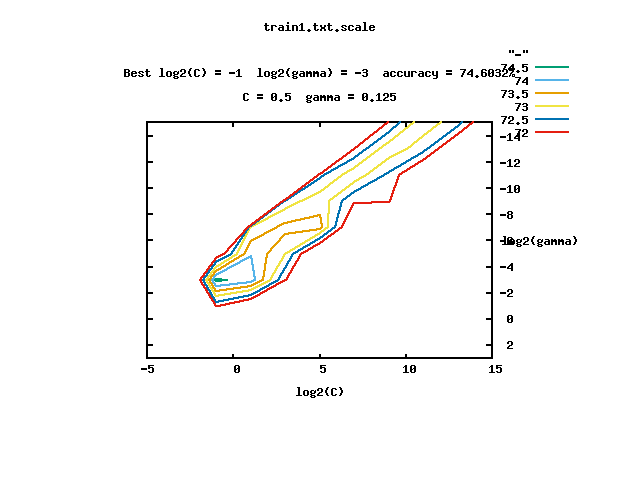 train1.txt.scale
"-"
Best log2(C) = -1 log2(gamma) = -3 accuracy = 74.6032%
74.5
74
C = 0.5 gamma = 0.125
73.5
73
72.5
72
-14
-12
-10
-8
-6
log2(gamma)
-4
-2
0
2
-5 0 5 10 15
log2(C)